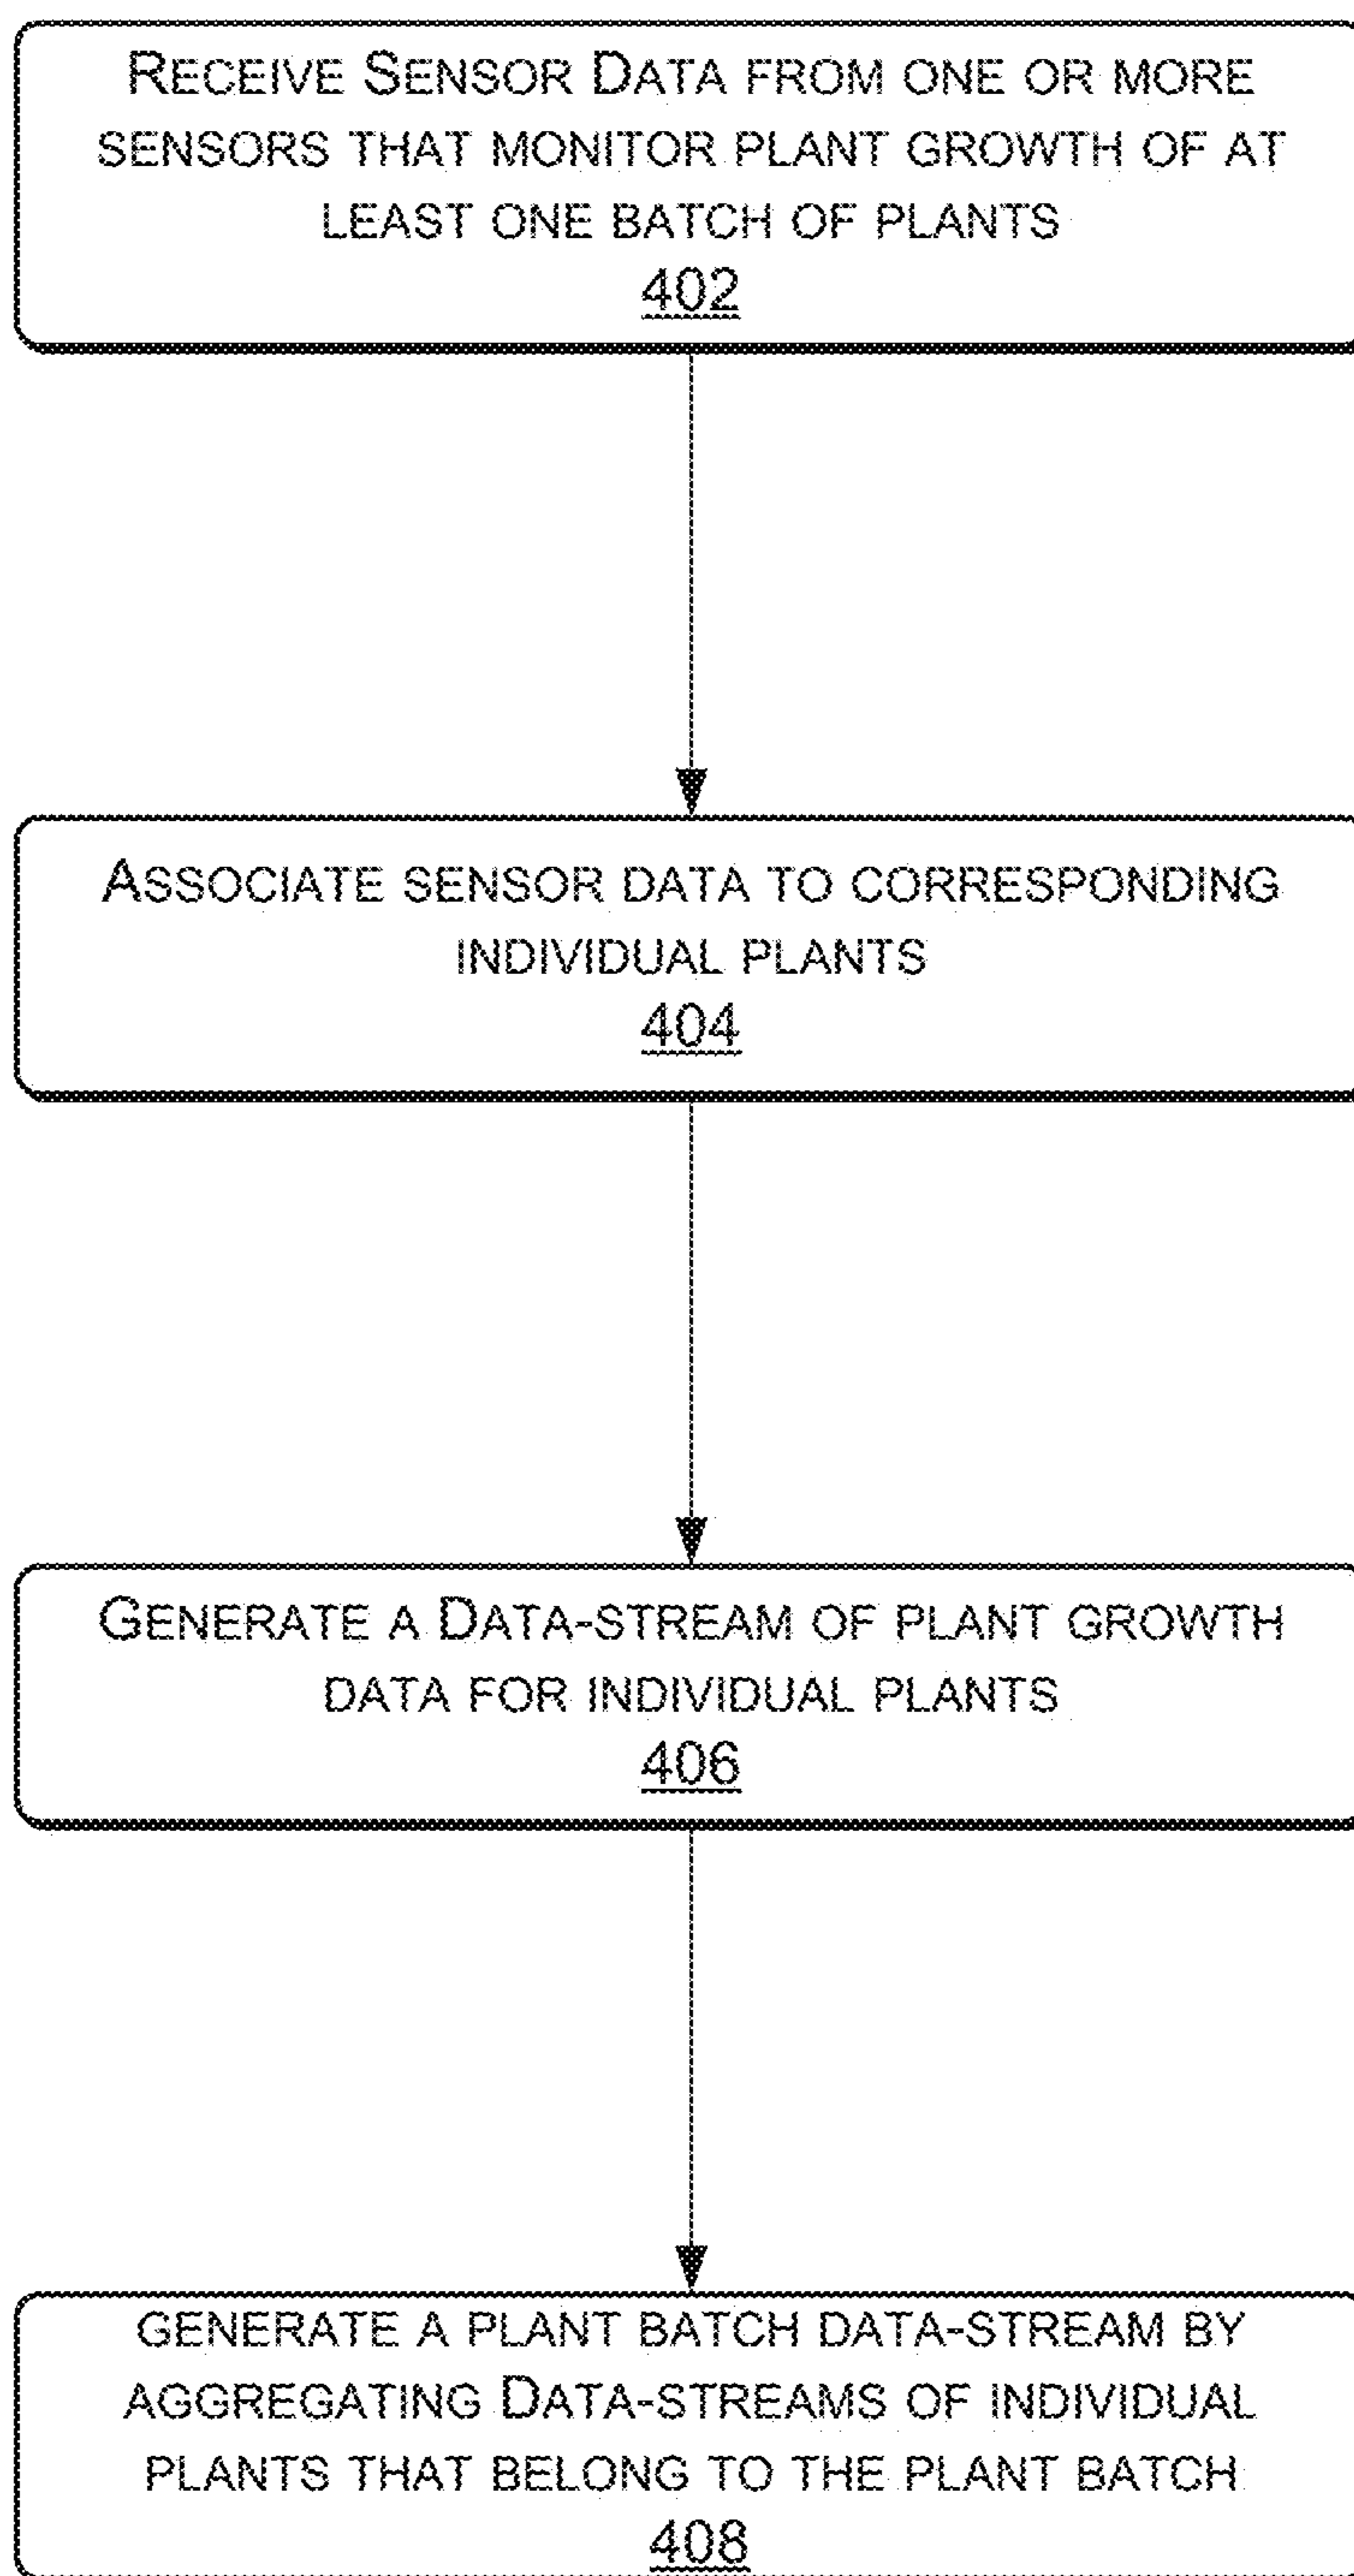 RECEIVE SENSOR DATA FROM ONE OR MORE
SENSORS THAT MONITOR PLANT GROWTH OF AT
LEAST ONE BATCH OF PLANTS
402
ASSOCIATE SENSOR DATA TO CORRESPONDING
INDIVIDUAL PLANTS
404
GENERATE A DATA-STREAM OF PLANT GROWTH
DATA FOR INDIVIDUAL PLANTS
406
GENERATE A PLANT BATCH DATA-STREAM BY
AGGREGATING DATA-STREAMS OF INDIVIDUAL
PLANTS THAT BELONG TO THE PLANT BATCH
408